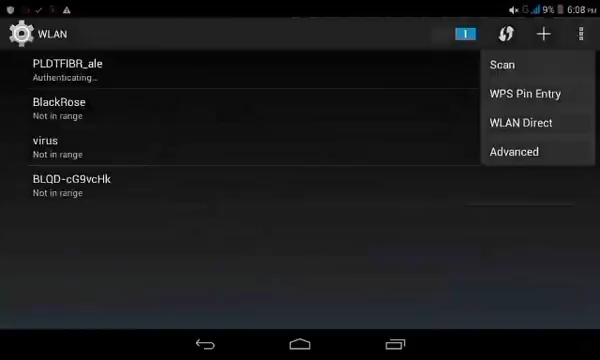 G 9% 6:08 PM
WLAN
PLDTFIBR_ale
Authenticating...
BlackRose
Not in range
virus
Not in range
BLQD-cG9vcHk
Not in range
Scan
WPS Pin Entry
WLAN Direct
Advanced